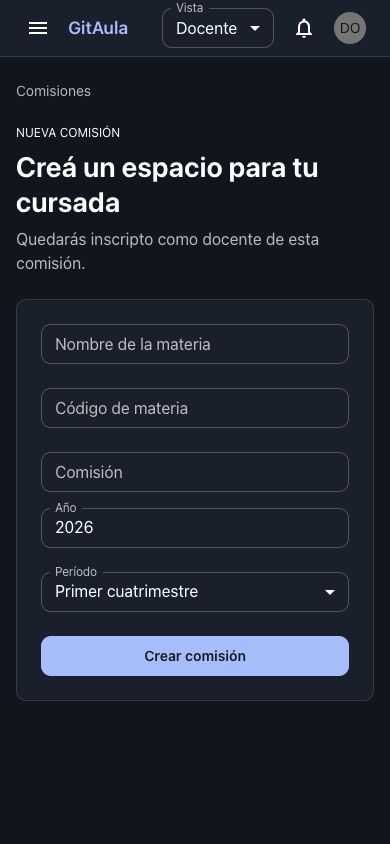 Vista
GitAula
Docente
DO
Comisiones
NUEVA COMISIÓN
Creá un espacio para tu
cursada
Quedarás inscripto como docente de esta
comisión.
Nombre de la materia
Código de materia
Comisión
Año
2026
Período
Primer cuatrimestre
Crear comisión